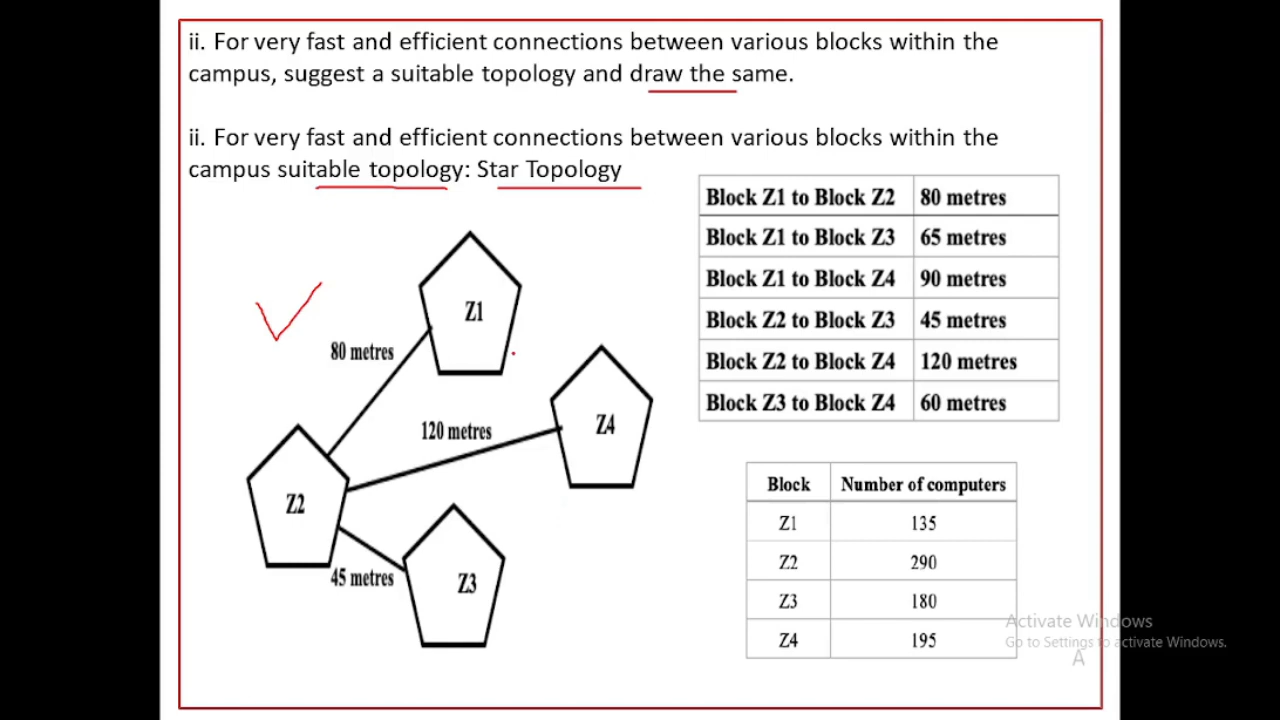 ii. For very fast and efficient connections between various blocks within the
campus, suggest a suitable topology and draw the same.
ii. For very fast and efficient connections between various blocks within the
campus suitable topology: Star Topology
Block Z1 to Block Z2 80 metres
Block Z1 to Block Z3 65 metres
Block Z1 to Block Z4 90 metres
Block Z2 to Block Z3 45 metres
Block Z2 to Block Z4 120 metres
Block Z3 to Block Z4 60 metres
Z1
80 metres
Z4
120 metres
Z2
45 metres
Z3
Block Number of computers
Z1 135
Z2 290
Z3 180
Z4 195
Activate Windows
Go to Settings to activate Windows.
A